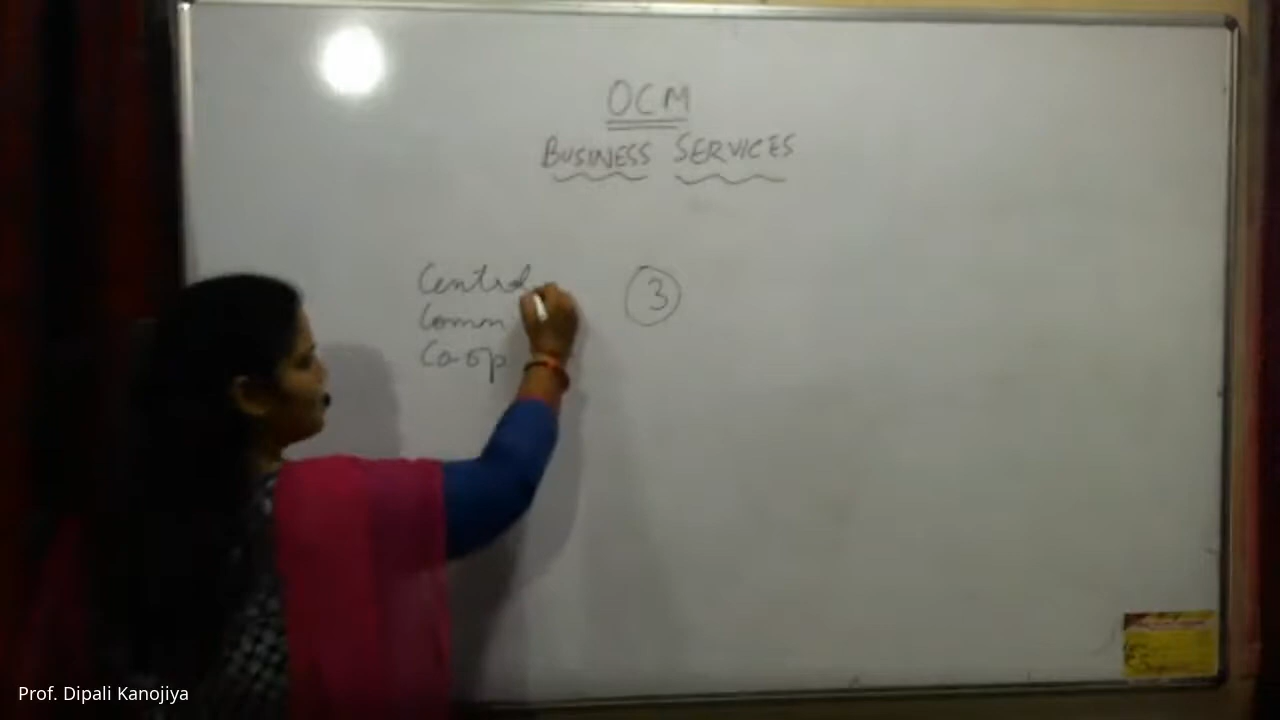 OCM
BUSINESS SERVICES
Central
Comm
Co-op
3
Prof. Dipali Kanojiya